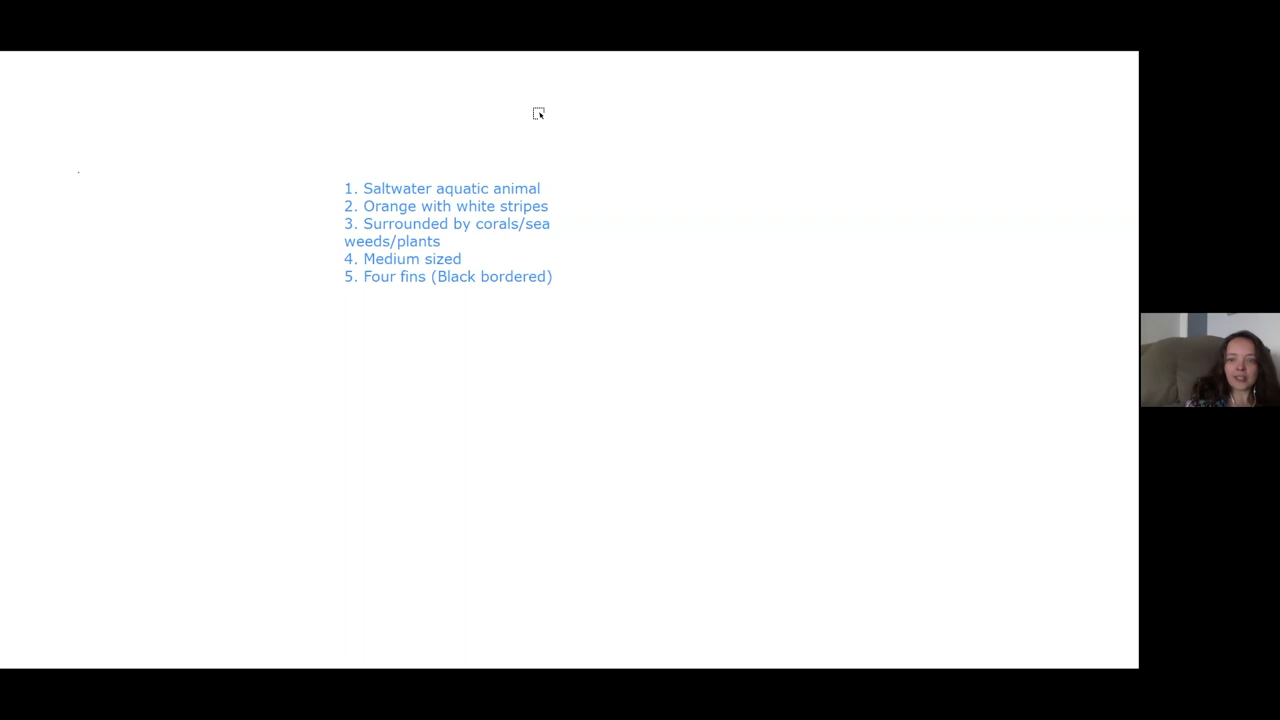 1. Saltwater aquatic animal
2. Orange with white stripes
3. Surrounded by corals/sea
weeds/plants
4. Medium sized
5. Four fins (Black bordered)